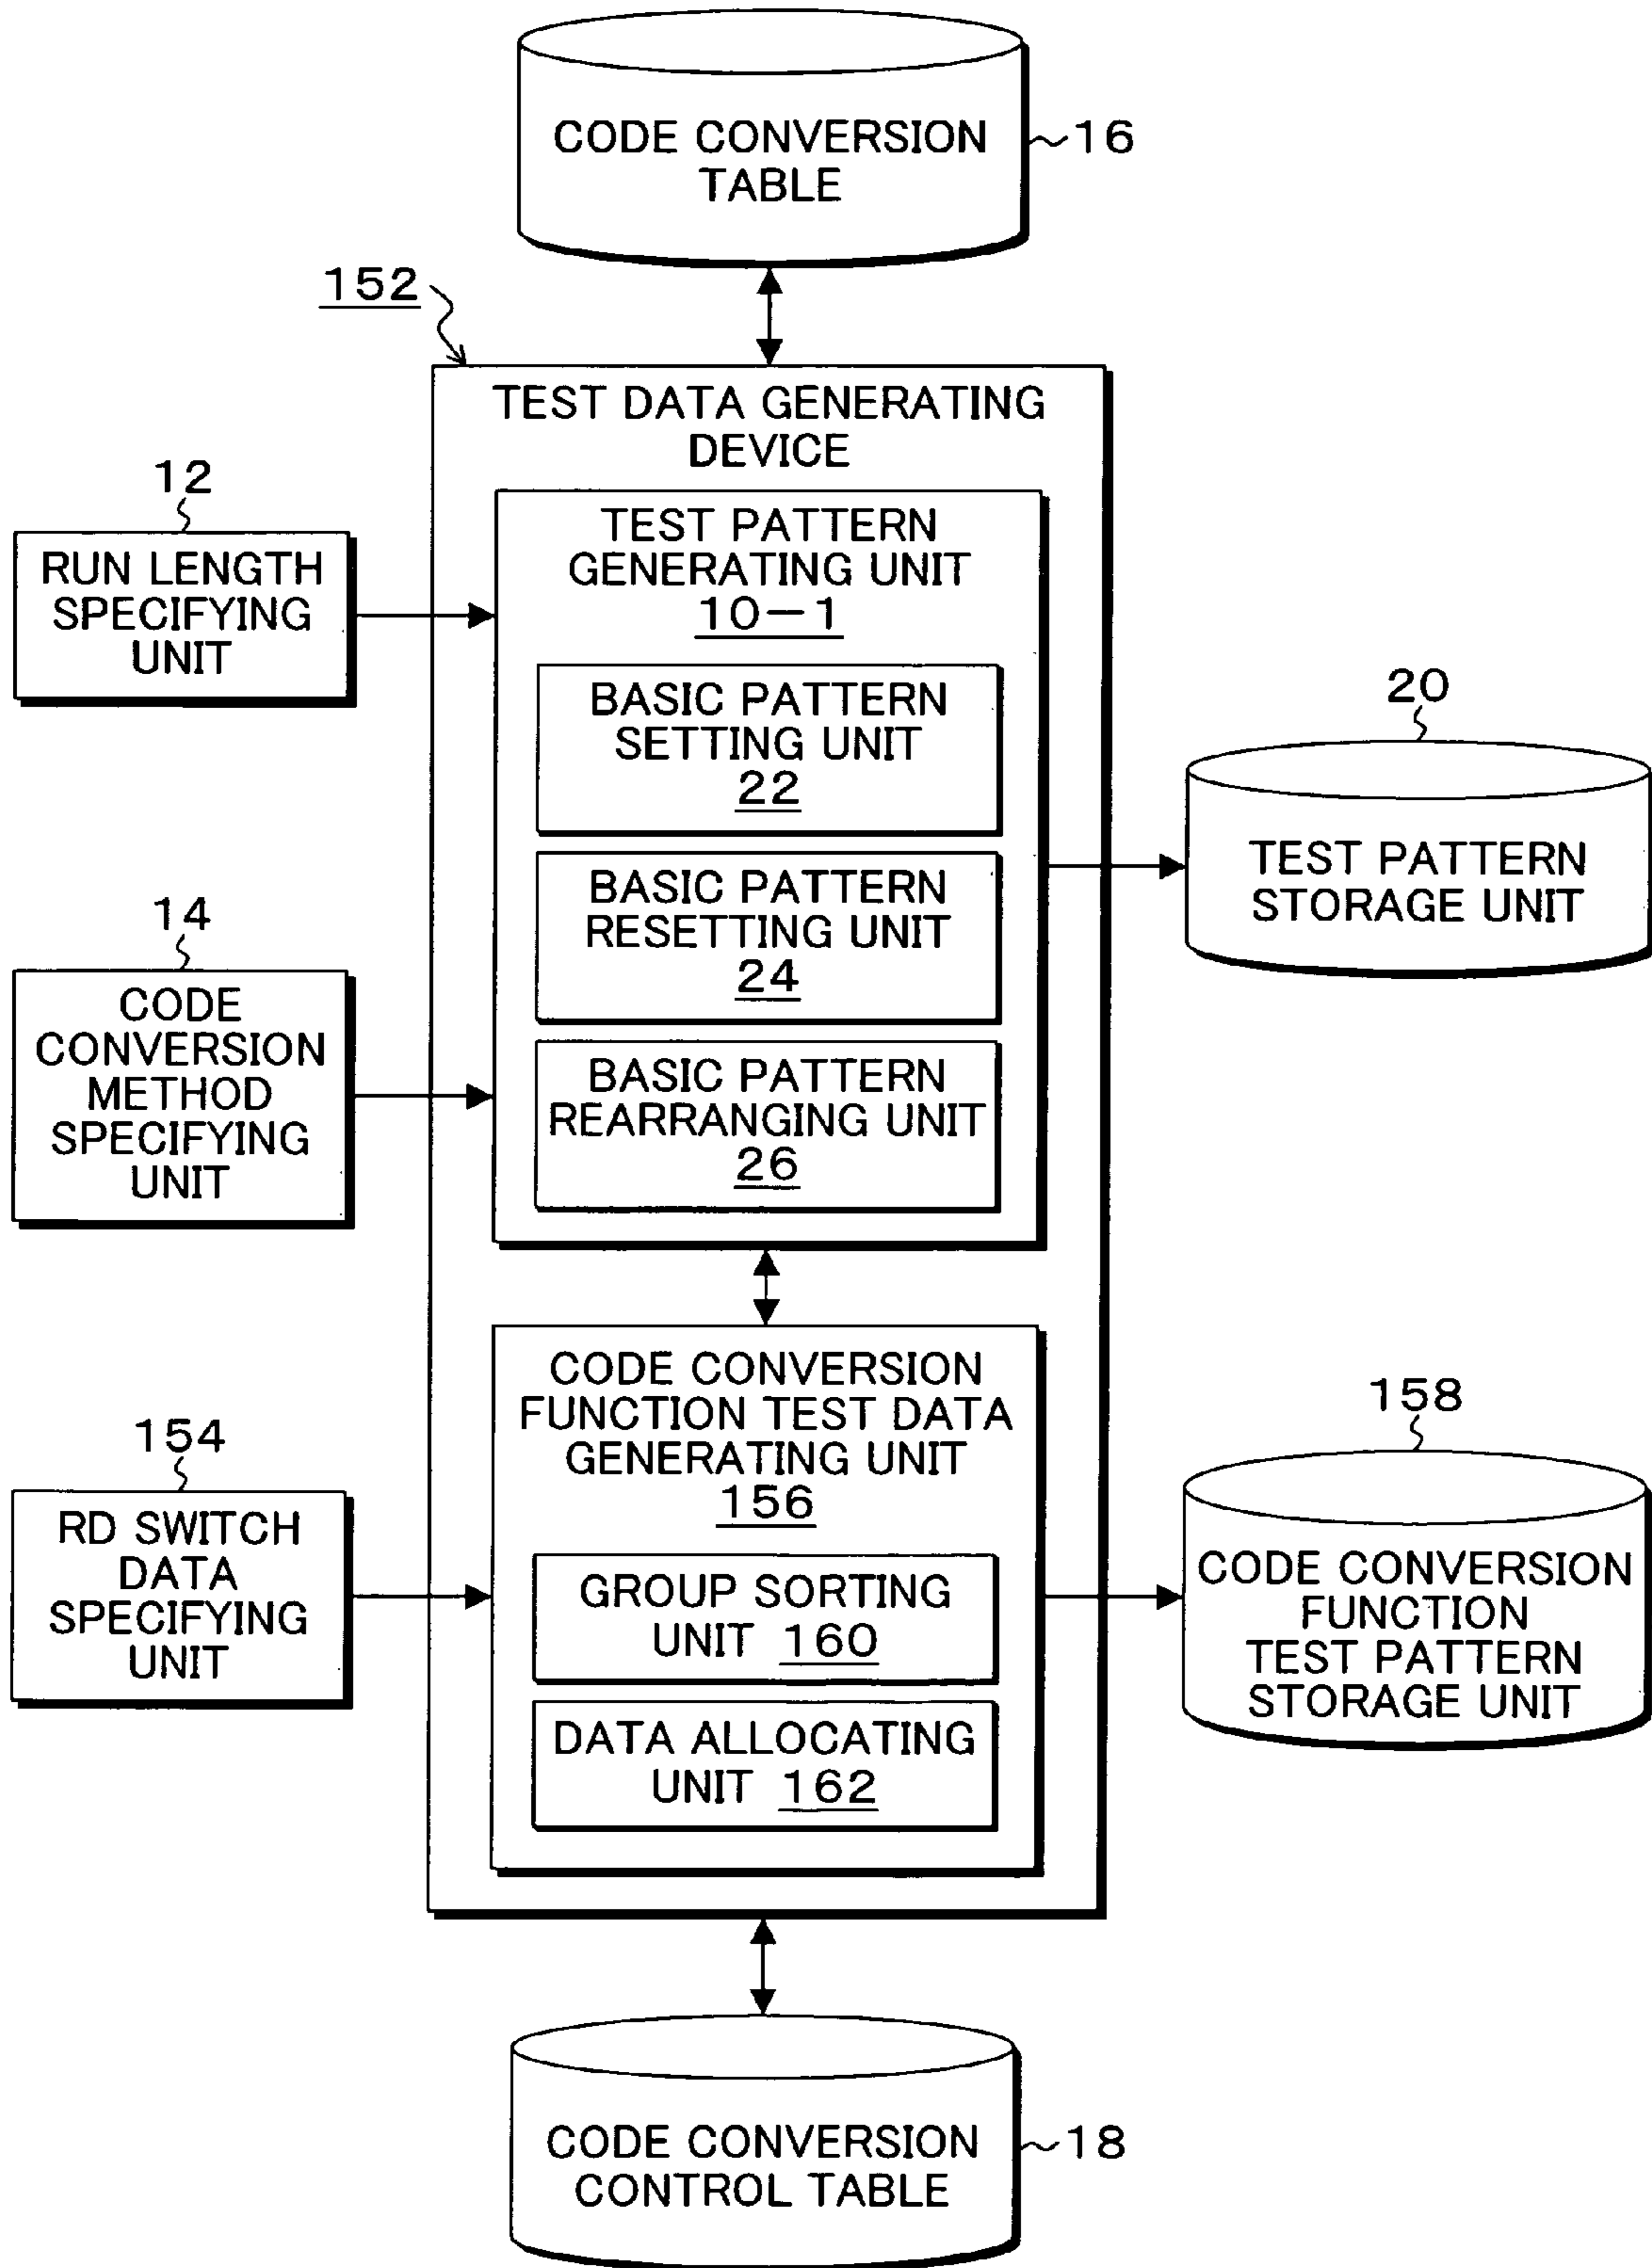 CODE CONVERSION
TABLE
16
152
TEST DATA GENERATING
DEVICE
12
RUN LENGTH
SPECIFYING
UNIT
TEST PATTERN
GENERATING UNIT
10-1
BASIC PATTERN
SETTING UNIT
22
BASIC PATTERN
RESETTING UNIT
24
BASIC PATTERN
REARRANGING UNIT
26
20
TEST PATTERN
STORAGE UNIT
14
CODE
CONVERSION
METHOD
SPECIFYING
UNIT
CODE CONVERSION
FUNCTION TEST DATA
GENERATING UNIT
156
GROUP SORTING
UNIT 160
DATA ALLOCATING
UNIT 162
154
RD SWITCH
DATA
SPECIFYING
UNIT
158
CODE CONVERSION
FUNCTION
TEST PATTERN
STORAGE UNIT
CODE CONVERSION
CONTROL TABLE
18